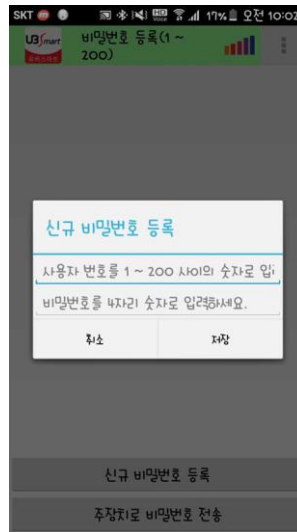 SKT 17% 오전 10:02
U3Smart
비밀번호 등록(1 ~
200)
신규 비밀번호 등록
사용자 번호를 1 ~ 200 사이의 숫자로 입
비밀번호를 4자리 숫자로 입력하세요.
취소 저장
신규 비밀번호 등록
주장치로 비밀번호 전송